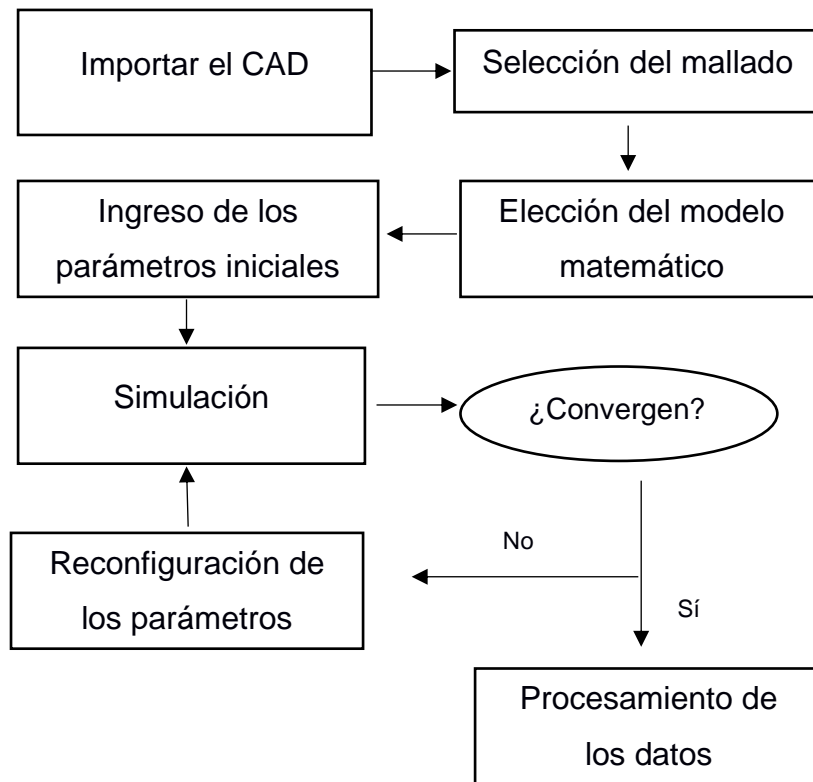 Importar el CAD
Selección del mallado
Elección del modelo
matemático
Ingreso de los
parámetros iniciales
Simulación
¿Convergen?
No
Reconfiguración de
los parámetros
Sí
Procesamiento de
los datos